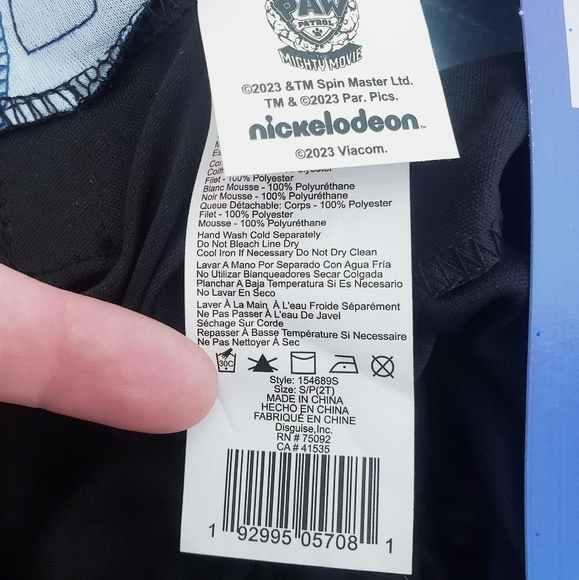 PAW
PATROL
THE
MIGHTY MOVIE
©2023 &TM Spin Master Ltd.
TM & ©2023 Par. Pics.
nickelodeon™
©2023 Viacom.
Filet - 100% Polyester
Blanc Mousse - 100% Polyuréthane
Noir Mousse - 100% Polyuréthane
Queue Détachable: Corps - 100% Polyester
Filet - 100% Polyester
Mousse - 100% Polyuréthane
Hand Wash Cold Separately
Do Not Bleach Line Dry
Cool Iron If Necessary Do Not Dry Clean
Lavar A Mano Por Separado Con Agua Fría
No Utilizar Blanqueadores Secar Colgada
Planchar A Baja Temperatura Si Es Necesario
No Lavar En Seco
Laver À La Main, À L'eau Froide Séparément
Ne Pas Passer À L'eau De Javel
Séchage Sur Corde
Repasser À Basse Température Si Necessaire
Ne Pas Nettoyer À Sec
30C
Style: 154689S
Size: S/P(2T)
MADE IN CHINA
HECHO EN CHINA
FABRIQUÉ EN CHINE
Disguise,Inc.
RN # 75092
CA # 41535
1 92995 05708 1